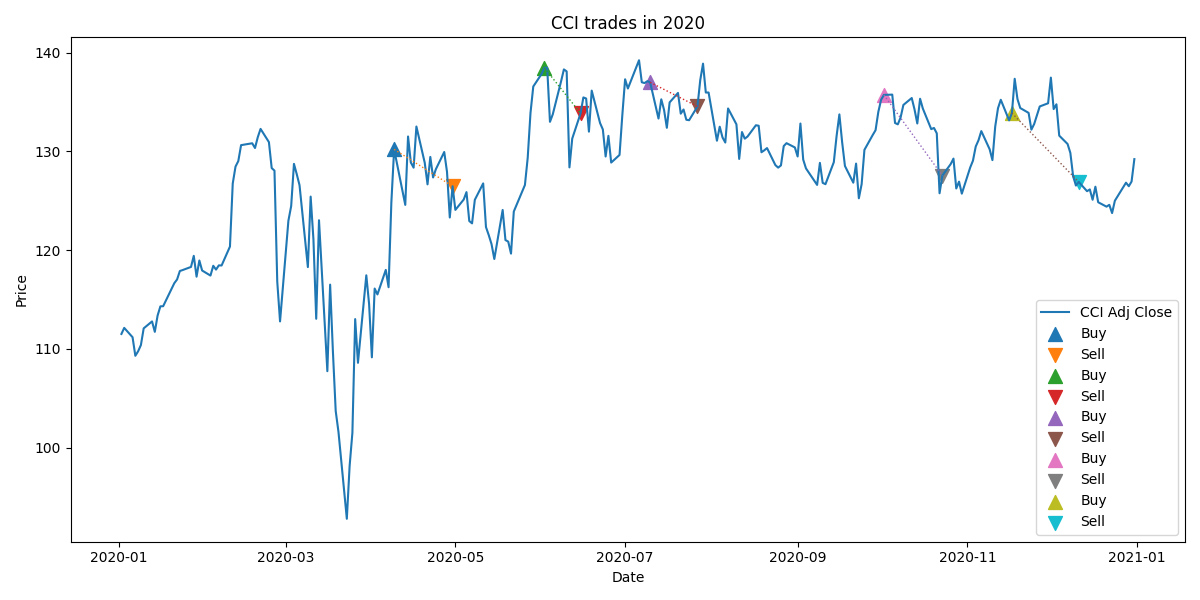 CCI trades in 2020
140
130
120
110
100
Price
2020-01
2020-03
2020-05
2020-07
2020-09
2020-11
2021-01
Date
CCI Adj Close
Buy
Sell
Buy
Sell
Buy
Sell
Buy
Sell
Buy
Sell